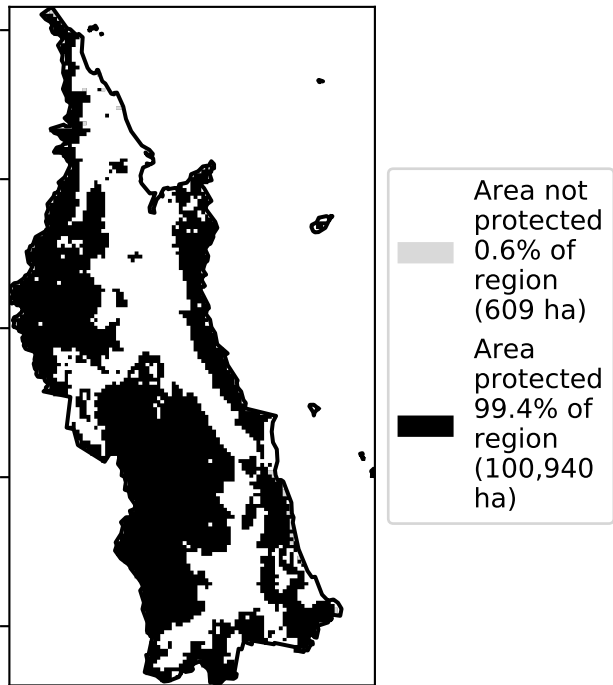 Area not
protected
0.6% of
region
(609 ha)
Area
protected
99.4% of
region
(100,940
ha)